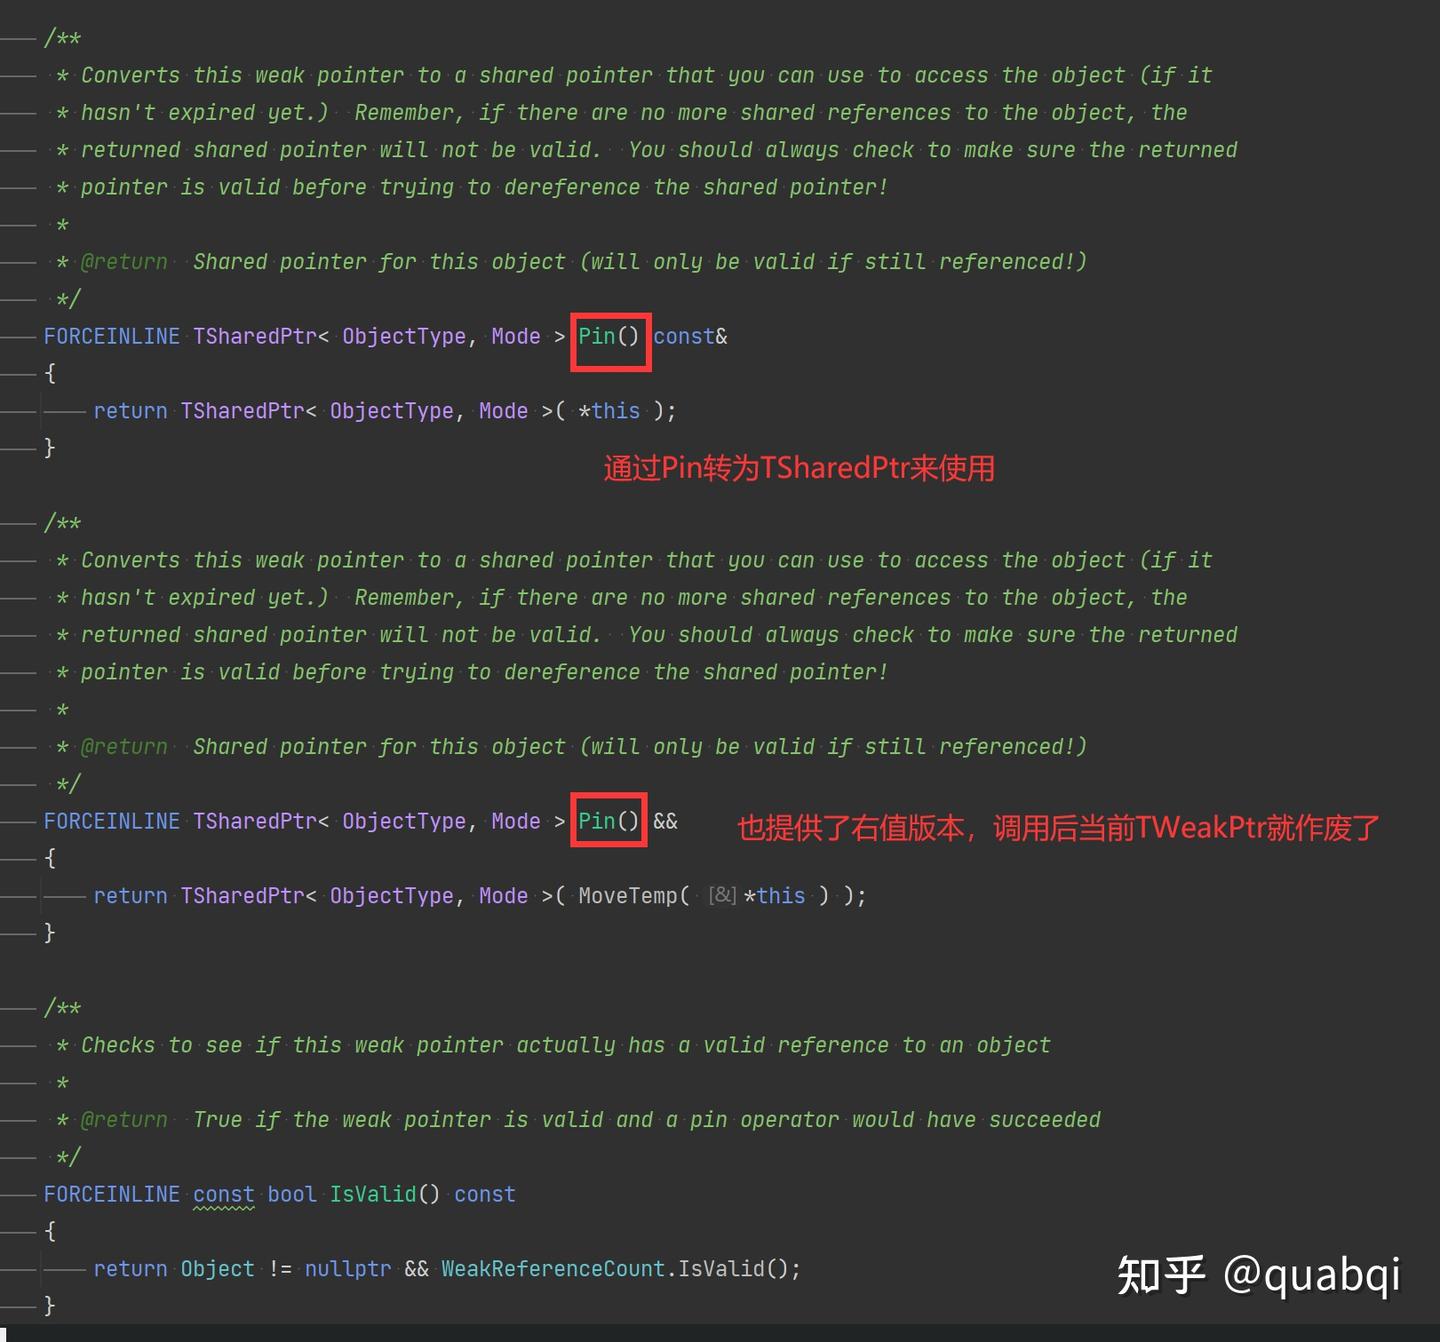 /**
* Converts this weak pointer to a shared pointer that you can use to access the object (if it
* hasn't expired yet.)  Remember, if there are no more shared references to the object, the
* returned shared pointer will not be valid.  You should always check to make sure the returned
* pointer is valid before trying to dereference the shared pointer!
*
* @return  Shared pointer for this object (will only be valid if still referenced!)
*/
FORCEINLINE TSharedPtr< ObjectType, Mode > Pin() const&
{
return TSharedPtr< ObjectType, Mode >( *this );
}
通过Pin转为TSharedPtr来使用
/**
* Converts this weak pointer to a shared pointer that you can use to access the object (if it
* hasn't expired yet.)  Remember, if there are no more shared references to the object, the
* returned shared pointer will not be valid.  You should always check to make sure the returned
* pointer is valid before trying to dereference the shared pointer!
*
* @return  Shared pointer for this object (will only be valid if still referenced!)
*/
FORCEINLINE TSharedPtr< ObjectType, Mode > Pin() &&
也提供了右值版本，调用后当前TWeakPtr就作废了
{
return TSharedPtr< ObjectType, Mode >( MoveTemp( [&] *this ) );
}
/**
* Checks to see if this weak pointer actually has a valid reference to an object
*
* @return  True if the weak pointer is valid and a pin operator would have succeeded
*/
FORCEINLINE const bool IsValid() const
{
return Object != nullptr && WeakReferenceCount.IsValid();
}
知乎 @quabqi